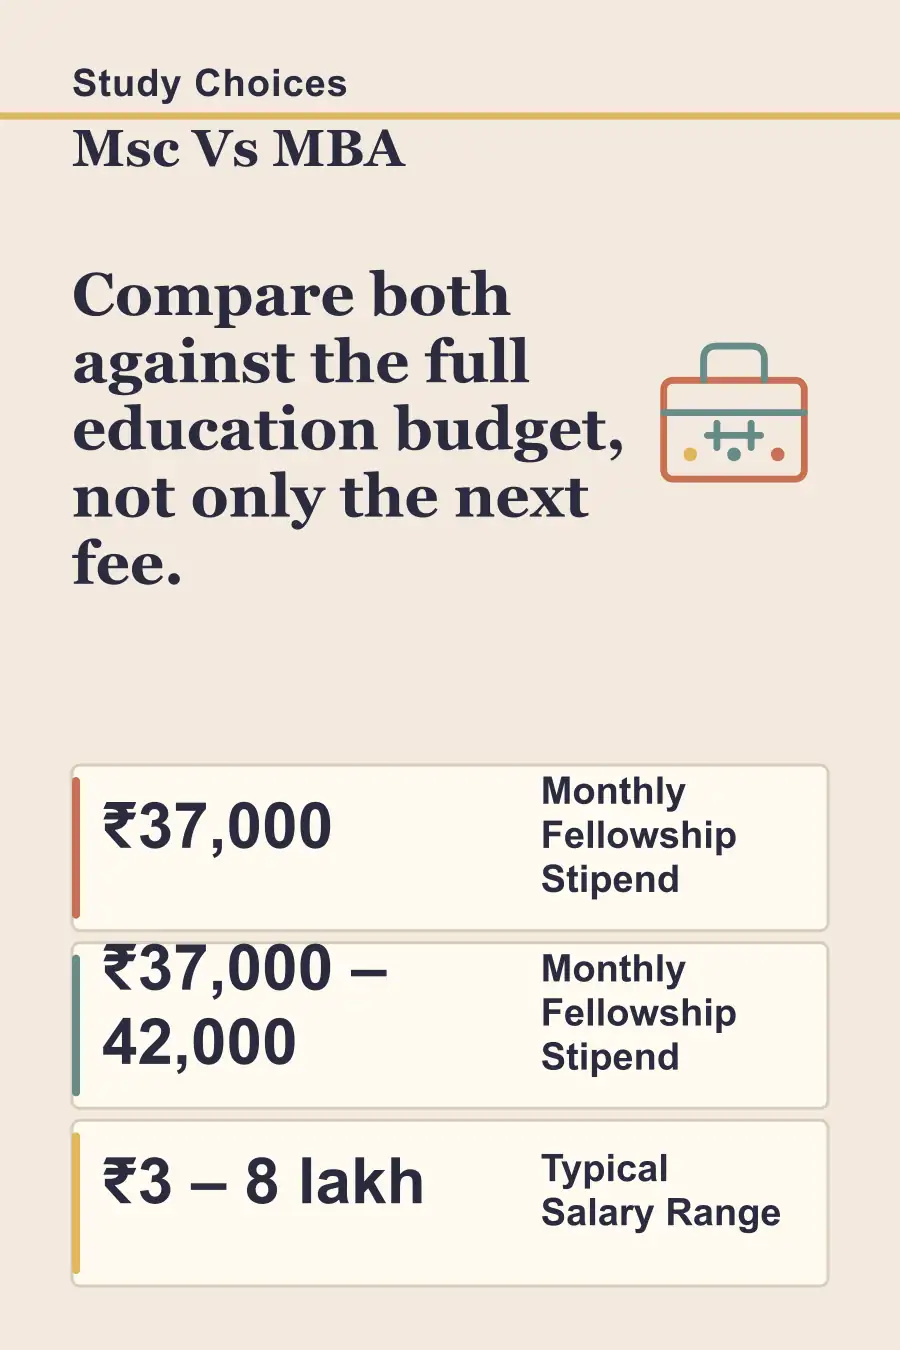 Study Choices
Msc Vs MBA
Compare both
against the full
education budget,
not only the next
fee.
₹37,000
Monthly
Fellowship
Stipend
₹37,000 –
42,000
Monthly
Fellowship
Stipend
₹3 – 8 lakh
Typical
Salary Range